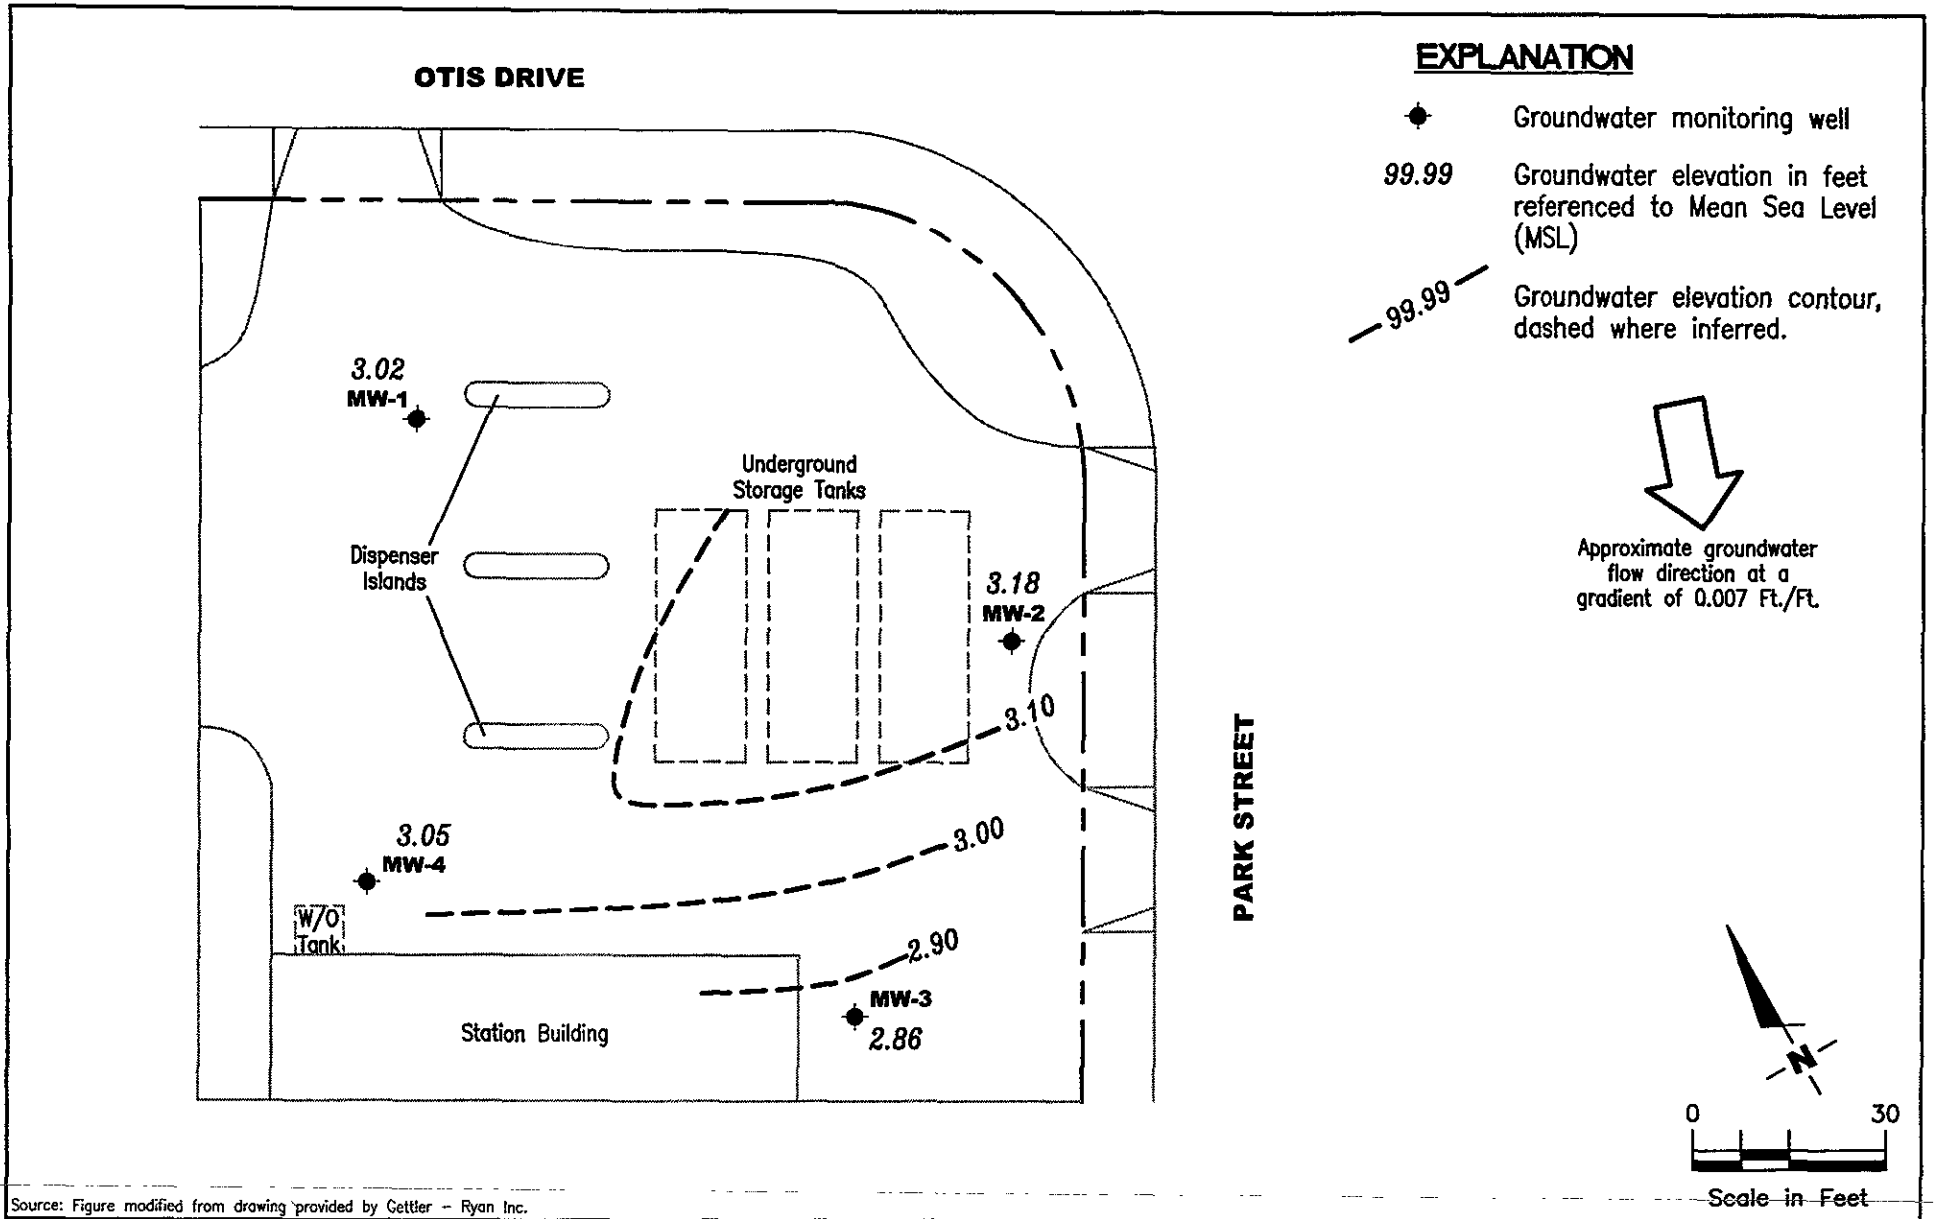 OTIS DRIVE
EXPLANATION
Groundwater monitoring well
99.99
Groundwater elevation in feet
referenced to Mean Sea Level
(MSL)
99.99
Groundwater elevation contour,
dashed where inferred.
Approximate groundwater
flow direction at a
gradient of 0.007 Ft./Ft.
3.02
MW-1
Underground
Storage Tanks
Dispenser
Islands
3.18
MW-2
3.10
PARK STREET
3.05
MW-4
3.00
W/O
Tank
2.90
MW-3
2.86
Station Building
N
0 30
Scale in Feet
Source: Figure modified from drawing provided by Gettler - Ryan Inc.